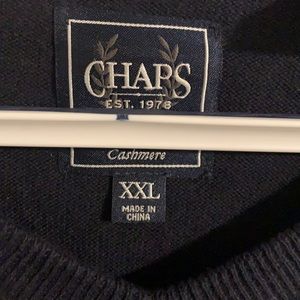 CHAPS
EST. 1978
Cashmere
XXL
MADE IN
CHINA